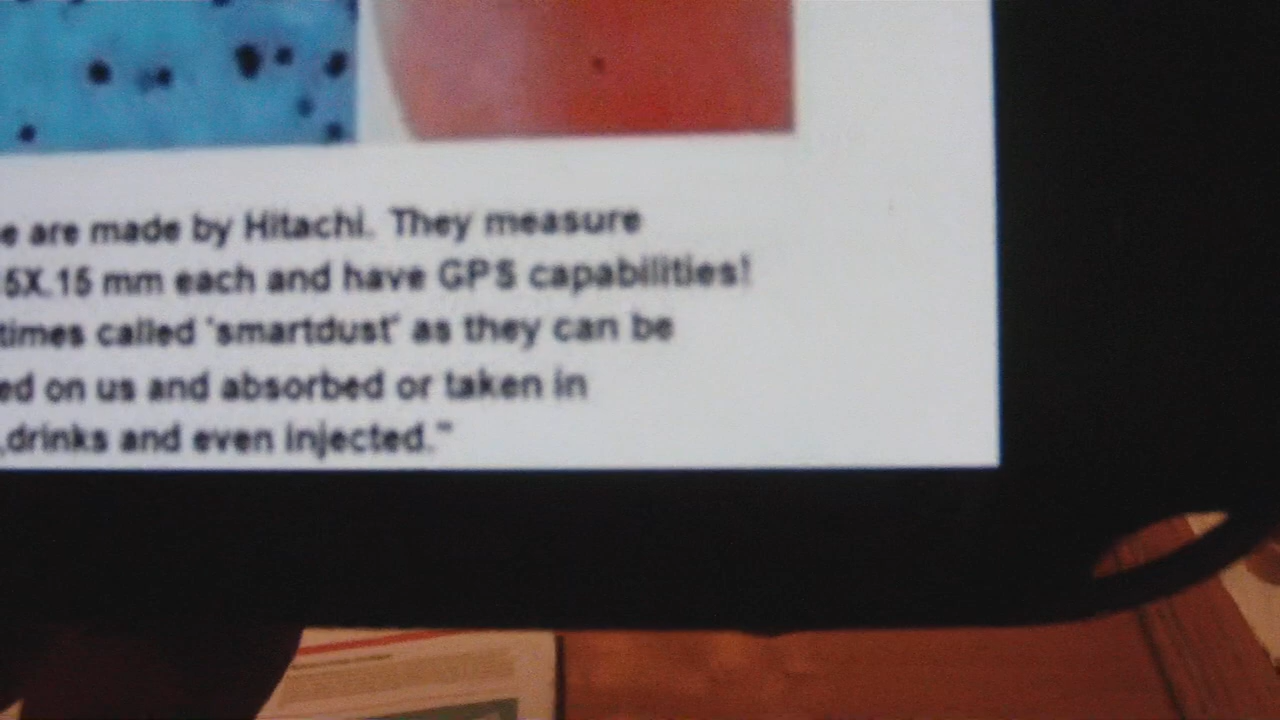 e are made by Hitachi. They measure
5X.15 mm each and have GPS capabilities!
times called 'smartdust' as they can be
ed on us and absorbed or taken in
,drinks and even injected."